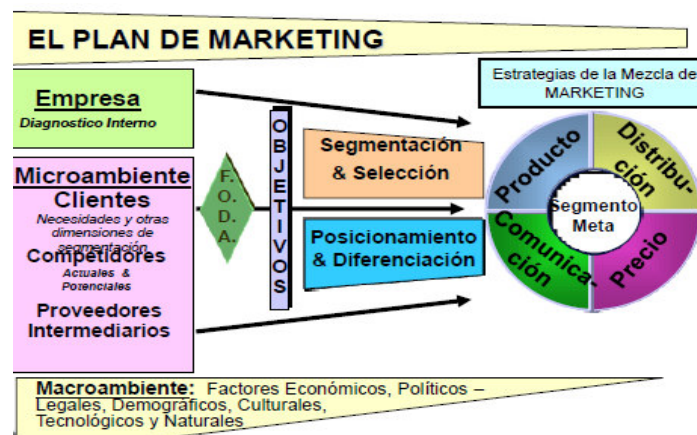 EL PLAN DE MARKETING
Empresa
Diagnostico Interno
Microambiente
Clientes
Necesidades y otras
dimensiones de
segmentación
Competidores
Actuales &
Potenciales
Proveedores
Intermediarios
F.
O.
D.
A.
OBJETIVOS
Segmentación
& Selección
Posicionamiento
& Diferenciación
Estrategias de la Mezcla de
MARKETING
Producto
Distribu-
ción
Comunica-
ción
Precio
Segmento
Meta
Macroambiente: Factores Económicos, Políticos –
Legales, Demográficos, Culturales,
Tecnológicos y Naturales